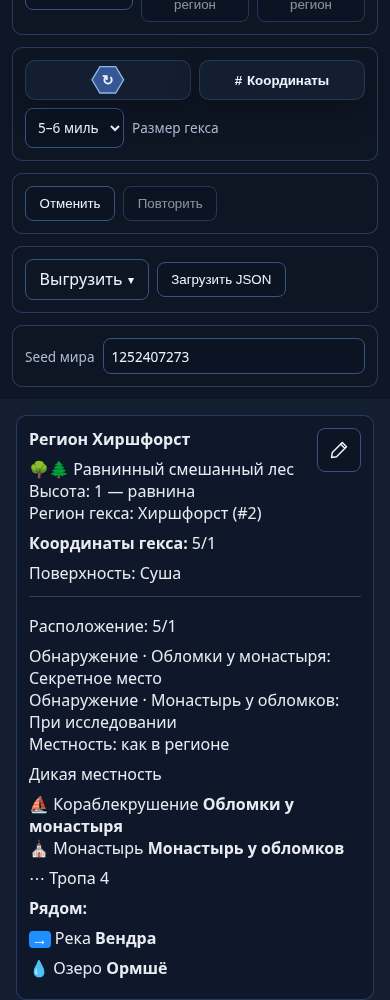 регион регион
# Координаты
5–6 миль Размер гекса
Отменить Повторить
Выгрузить ▾ Загрузить JSON
Seed мира 1252407273
Регион Хиршфорст
Равнинный смешанный лес
Высота: 1 — равнина
Регион гекса: Хиршфорст (#2)
Координаты гекса: 5/1
Поверхность: Суша
Расположение: 5/1
Обнаружение · Обломки у монастыря:
Секретное место
Обнаружение · Монастырь у обломков:
При исследовании
Местность: как в регионе
Дикая местность
Кораблекрушение Обломки у
монастыря
Монастырь Монастырь у обломков
⋯ Тропа 4
Рядом:
Река Вендра
Озеро Ормшё